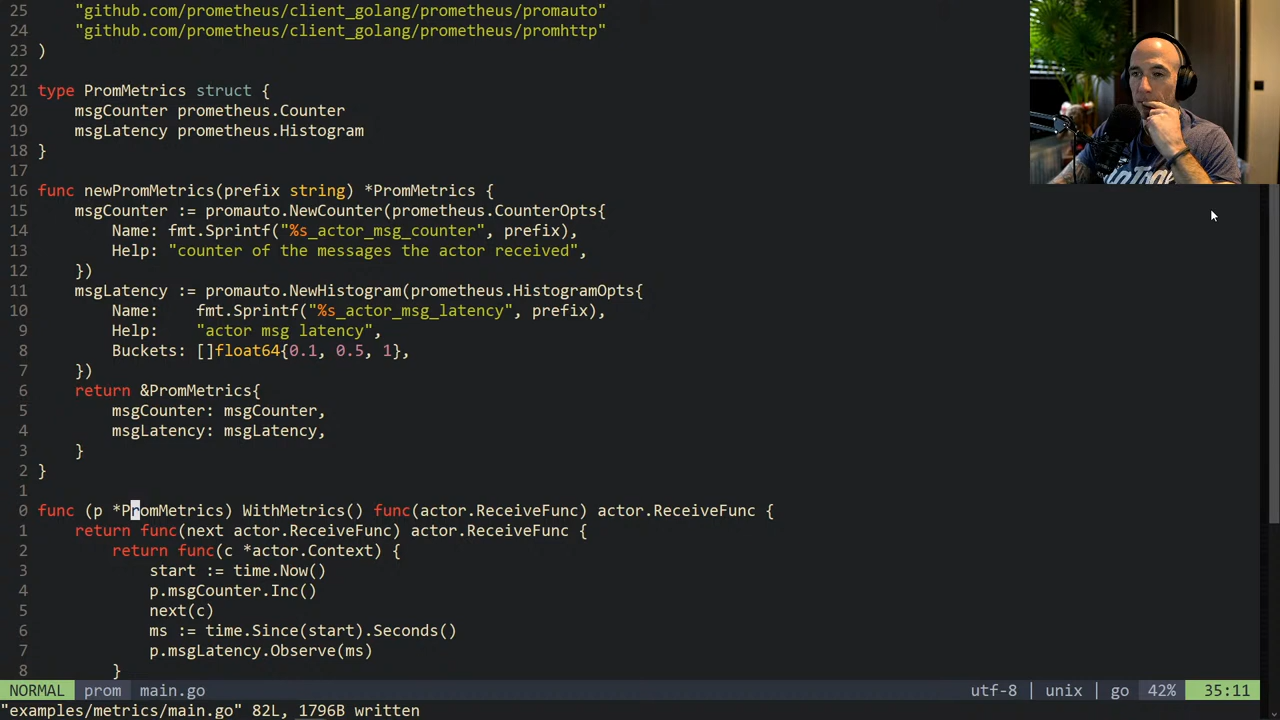 25     "github.com/prometheus/client_golang/prometheus/promauto"
24     "github.com/prometheus/client_golang/prometheus/promhttp"
23 )
22
21 type PromMetrics struct {
20     msgCounter prometheus.Counter
19     msgLatency prometheus.Histogram
18 }
17
16 func newPromMetrics(prefix string) *PromMetrics {
15     msgCounter := promauto.NewCounter(prometheus.CounterOpts{
14         Name: fmt.Sprintf("%s_actor_msg_counter", prefix),
13         Help: "counter of the messages the actor received",
12     })
11     msgLatency := promauto.NewHistogram(prometheus.HistogramOpts{
10         Name:    fmt.Sprintf("%s_actor_msg_latency", prefix),
9         Help:    "actor msg latency",
8         Buckets: []float64{0.1, 0.5, 1},
7     })
6     return &PromMetrics{
5         msgCounter: msgCounter,
4         msgLatency: msgLatency,
3     }
2 }
1
0 func (p *PromMetrics) WithMetrics() func(actor.ReceiveFunc) actor.ReceiveFunc {
1     return func(next actor.ReceiveFunc) actor.ReceiveFunc {
2         return func(c *actor.Context) {
3             start := time.Now()
4             p.msgCounter.Inc()
5             next(c)
6             ms := time.Since(start).Seconds()
7             p.msgLatency.Observe(ms)
8         }
NORMAL prom main.go utf-8 | unix | go 42% 35:11
"examples/metrics/main.go" 82L, 1796B written